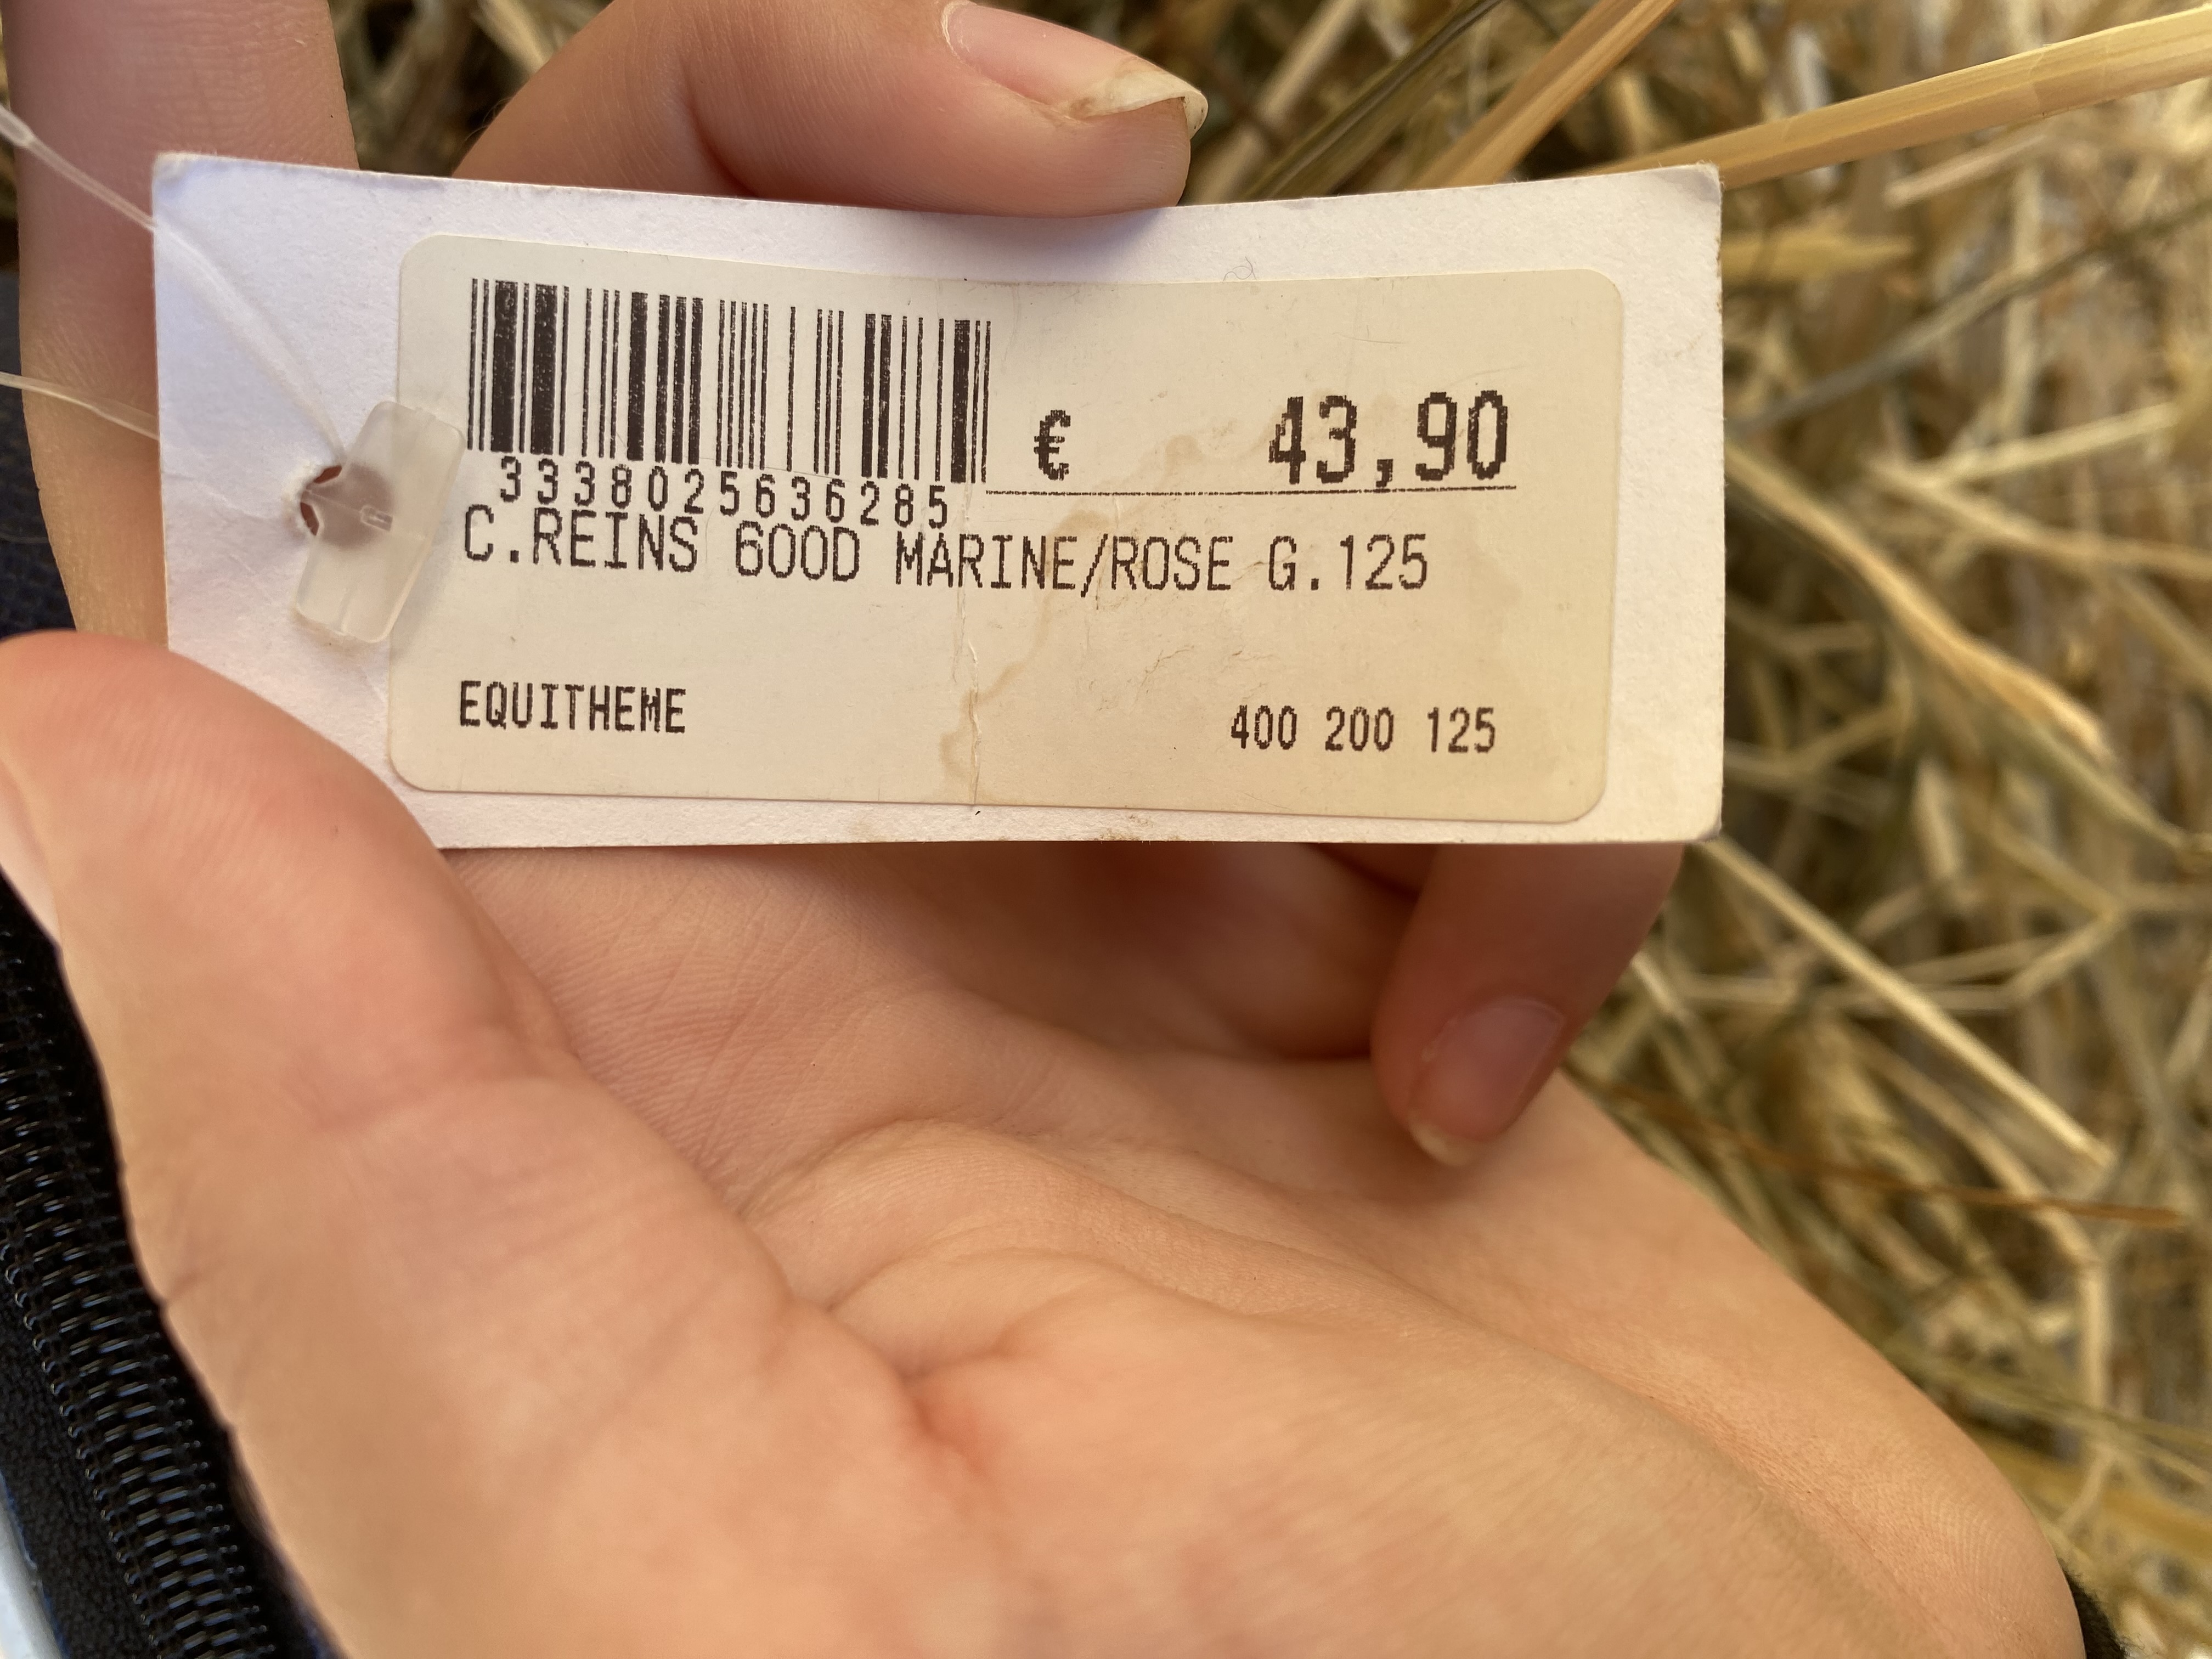 € 43,90
3338025636285
C.REINS 600D MARINE/ROSE G.125
EQUITHEME 400 200 125